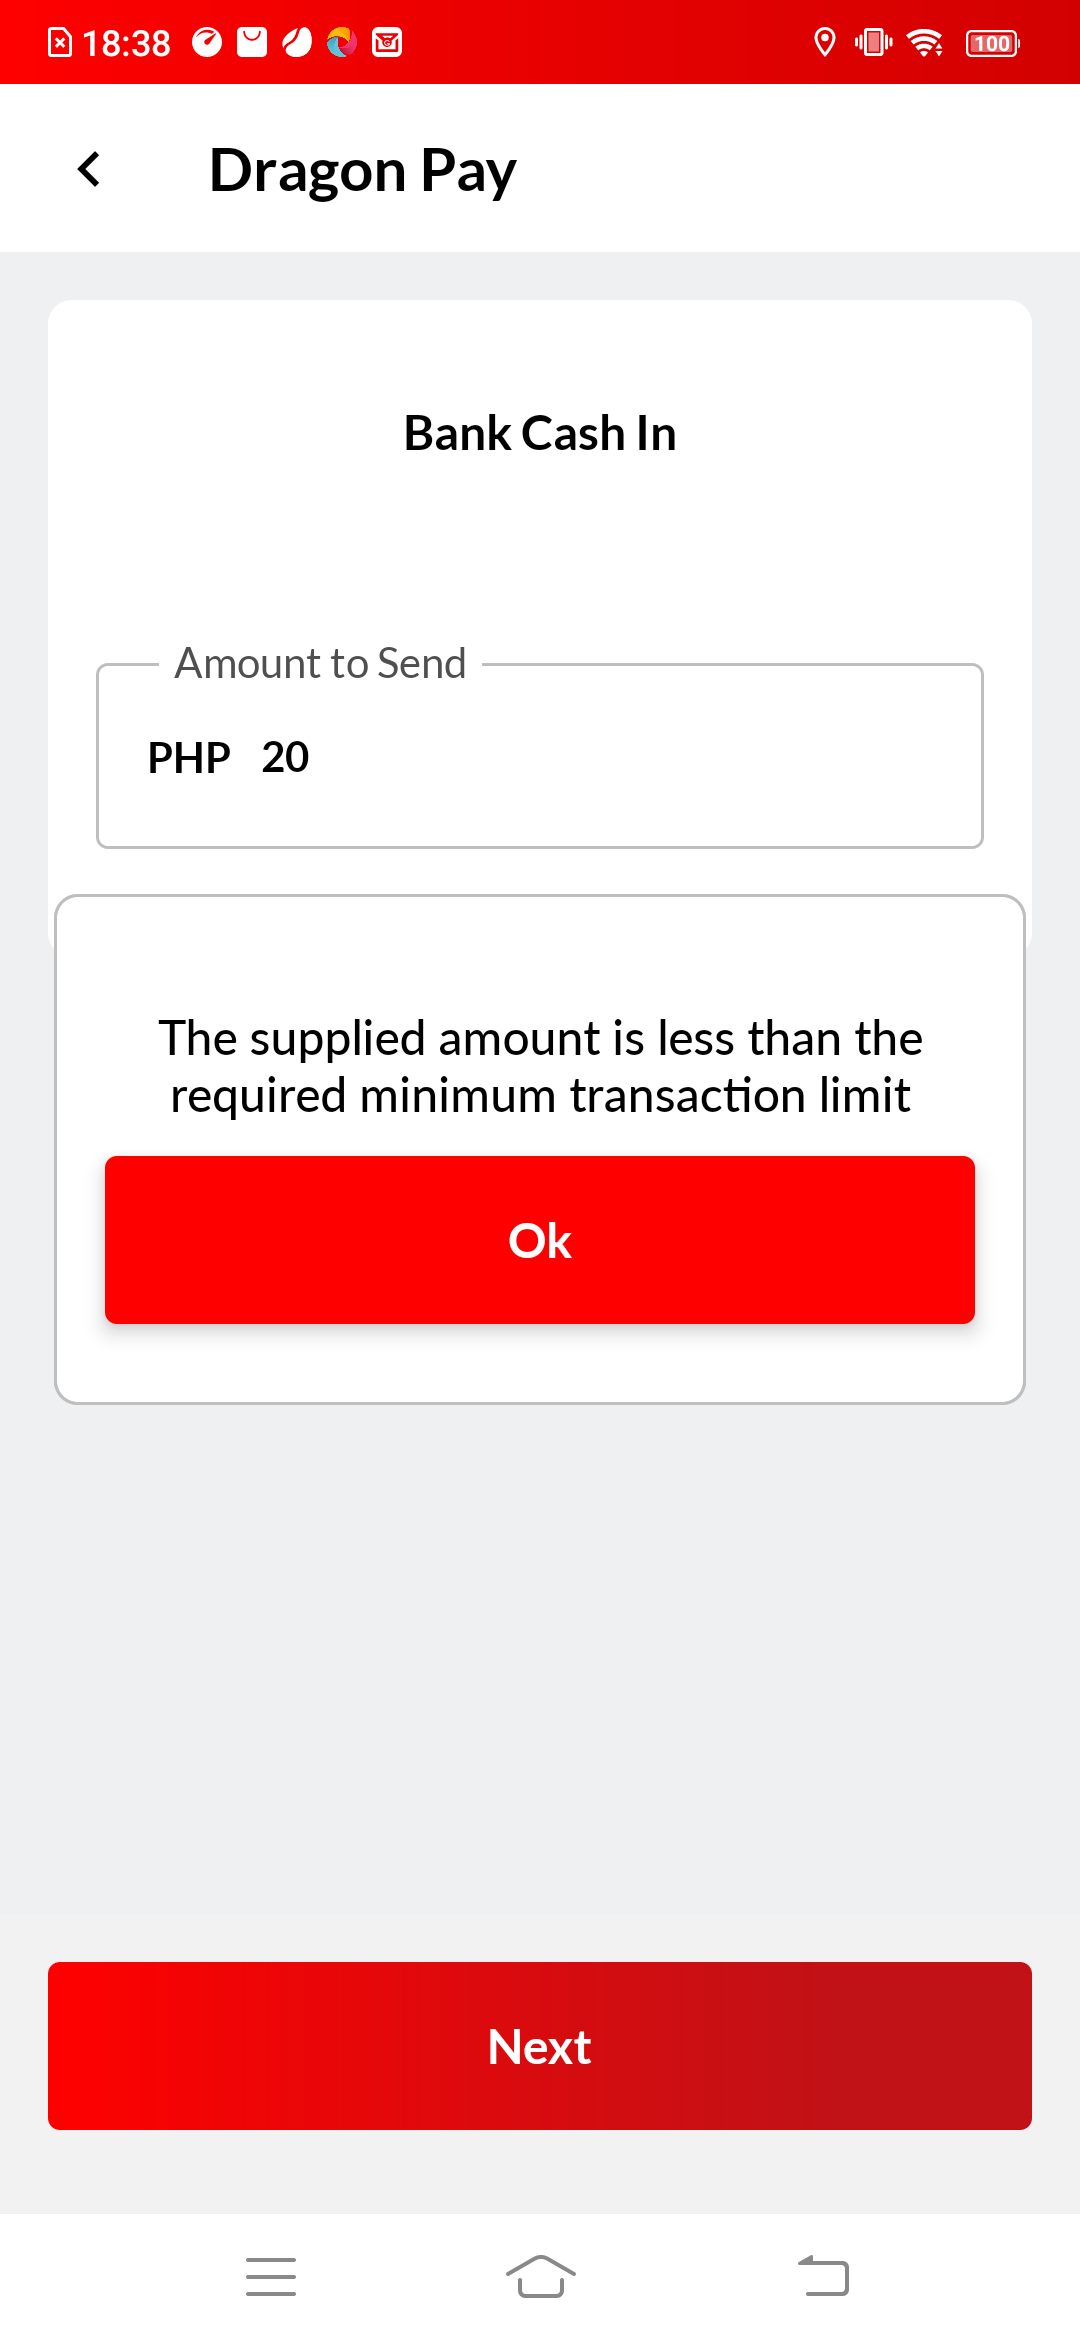 18:38
100
Dragon Pay
Bank Cash In
Amount to Send
PHP 20
The supplied amount is less than the
required minimum transaction limit
Ok
Next